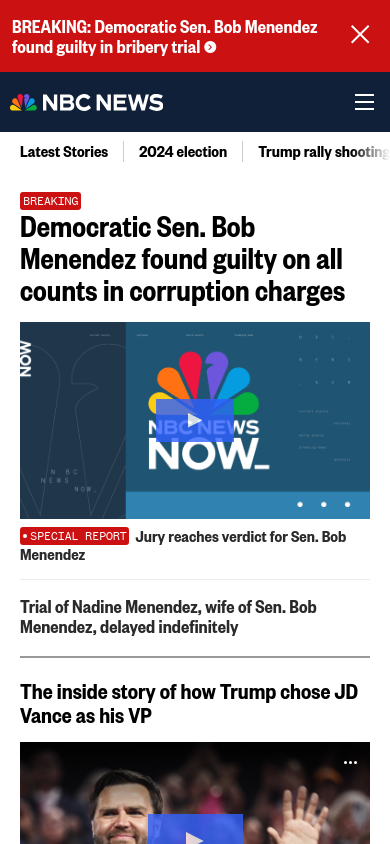 BREAKING: Democratic Sen. Bob Menendez
found guilty in bribery trial
NBC NEWS
Latest Stories
2024 election
Trump rally shooting
BREAKING
Democratic Sen. Bob
Menendez found guilty on all
counts in corruption charges
NOW
NBC
NEWS
NOW_
NBC NEWS
NOW_
SPECIAL REPORT Jury reaches verdict for Sen. Bob
Menendez
Trial of Nadine Menendez, wife of Sen. Bob
Menendez, delayed indefinitely
The inside story of how Trump chose JD
Vance as his VP